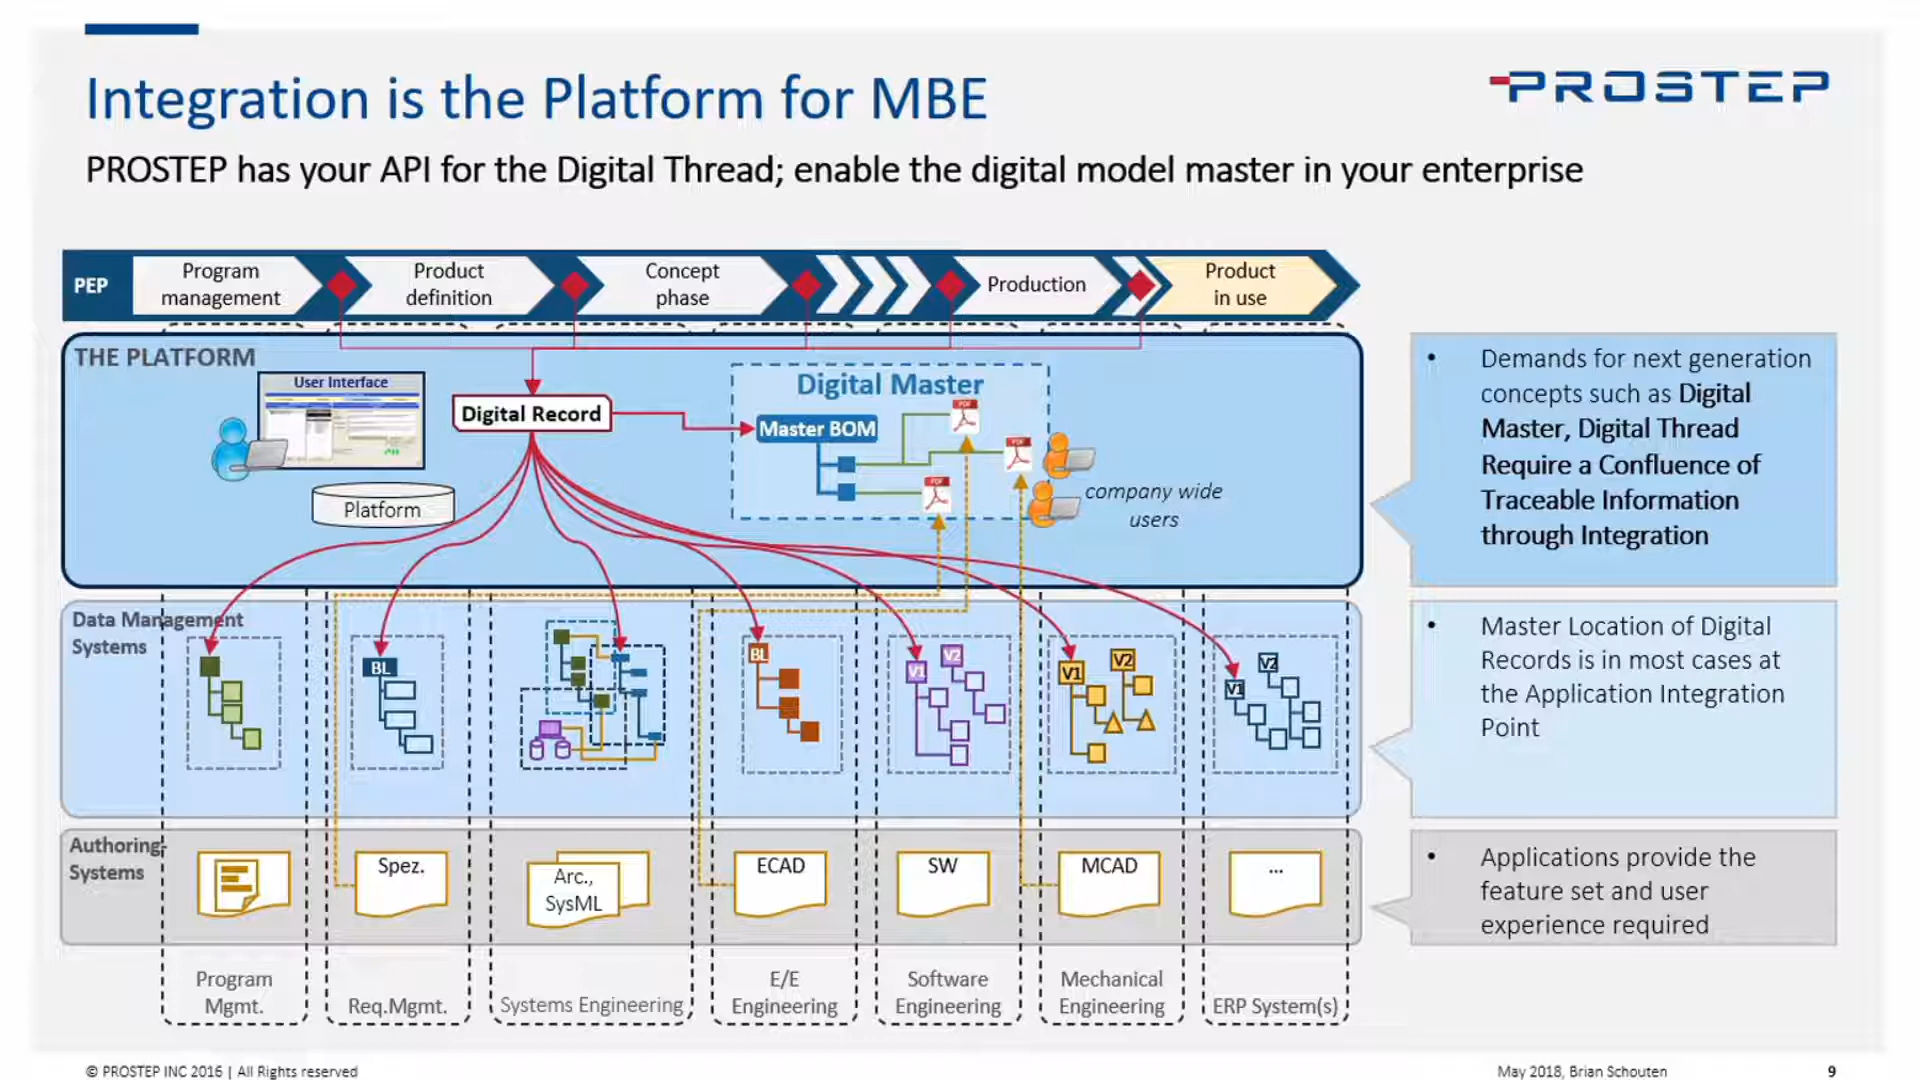 Integration is the Platform for MBE
PROSTEP
PROSTEP has your API for the Digital Thread; enable the digital model master in your enterprise
PEP
Program
management
Product
definition
Concept
phase
Production
Product
in use
THE PLATFORM
User Interface
Digital Record
Platform
Digital Master
Master BOM
PDF
PDF
PDF
company wide
users
Data Management
Systems
BL
BL
V1
V2
V1
V2
V1
V2
Authoring-
Systems
Spez.
Arc.,
SysML
ECAD
SW
MCAD
...
Program
Mgmt.
Req.Mgmt.
Systems Engineering
E/E
Engineering
Software
Engineering
Mechanical
Engineering
ERP System(s)
• Demands for next generation
concepts such as Digital
Master, Digital Thread
Require a Confluence of
Traceable Information
through Integration
• Master Location of Digital
Records is in most cases at
the Application Integration
Point
• Applications provide the
feature set and user
experience required
© PROSTEP INC 2016 | All Rights reserved
May 2018, Brian Schouten
9